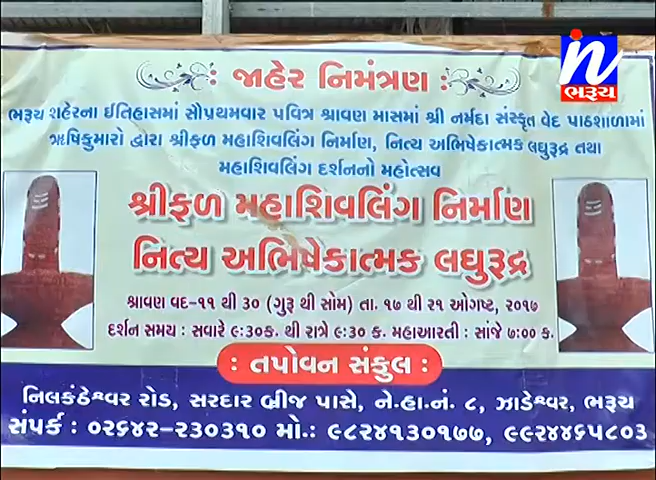 n
ભરૂચ
: જાહેર નિમંત્રણ :
ભરૂચ શહેરના ઈતિહાસમાં સૌપ્રથમવાર પવિત્ર શ્રાવણ માસમાં શ્રી નર્મદા સંસ્કૃત વેદ પાઠશાળામાં
ઋષિકુમારો દ્વારા શ્રીફળ મહાશિવલિંગ નિર્માણ, નિત્ય અભિષેકાત્મક લઘુરૂદ્ર તથા
મહાશિવલિંગ દર્શનનો મહોત્સવ
શ્રીફળ મહાશિવલિંગ નિર્માણ
નિત્ય અભિષેકાત્મક લઘુરૂદ્ર
શ્રાવણ વદ-૧૧ થી ૩૦ (ગુરૂ થી સોમ) તા. ૧૭ થી ૨૧ ઓગષ્ટ, ૨૦૧૭
દર્શન સમય : સવારે ૯:૩૦ક. થી રાત્રે ૯:૩૦ ક. મહાઆરતી : સાંજે ૭:૦૦ ક.
: તપોવન સંકુલ :
નિલકંઠેશ્વર રોડ, સરદાર બ્રીજ પાસે, ને.હા.નં. ૮, ઝાડેશ્વર, ભરૂચ
સંપર્ક : ૦૨૬૪૨-૨૩૦૩૧૦ મો.: ૯૮૨૪૧૩૦૧૭૭, ૯૯૨૪૪૬૫૮૦૩